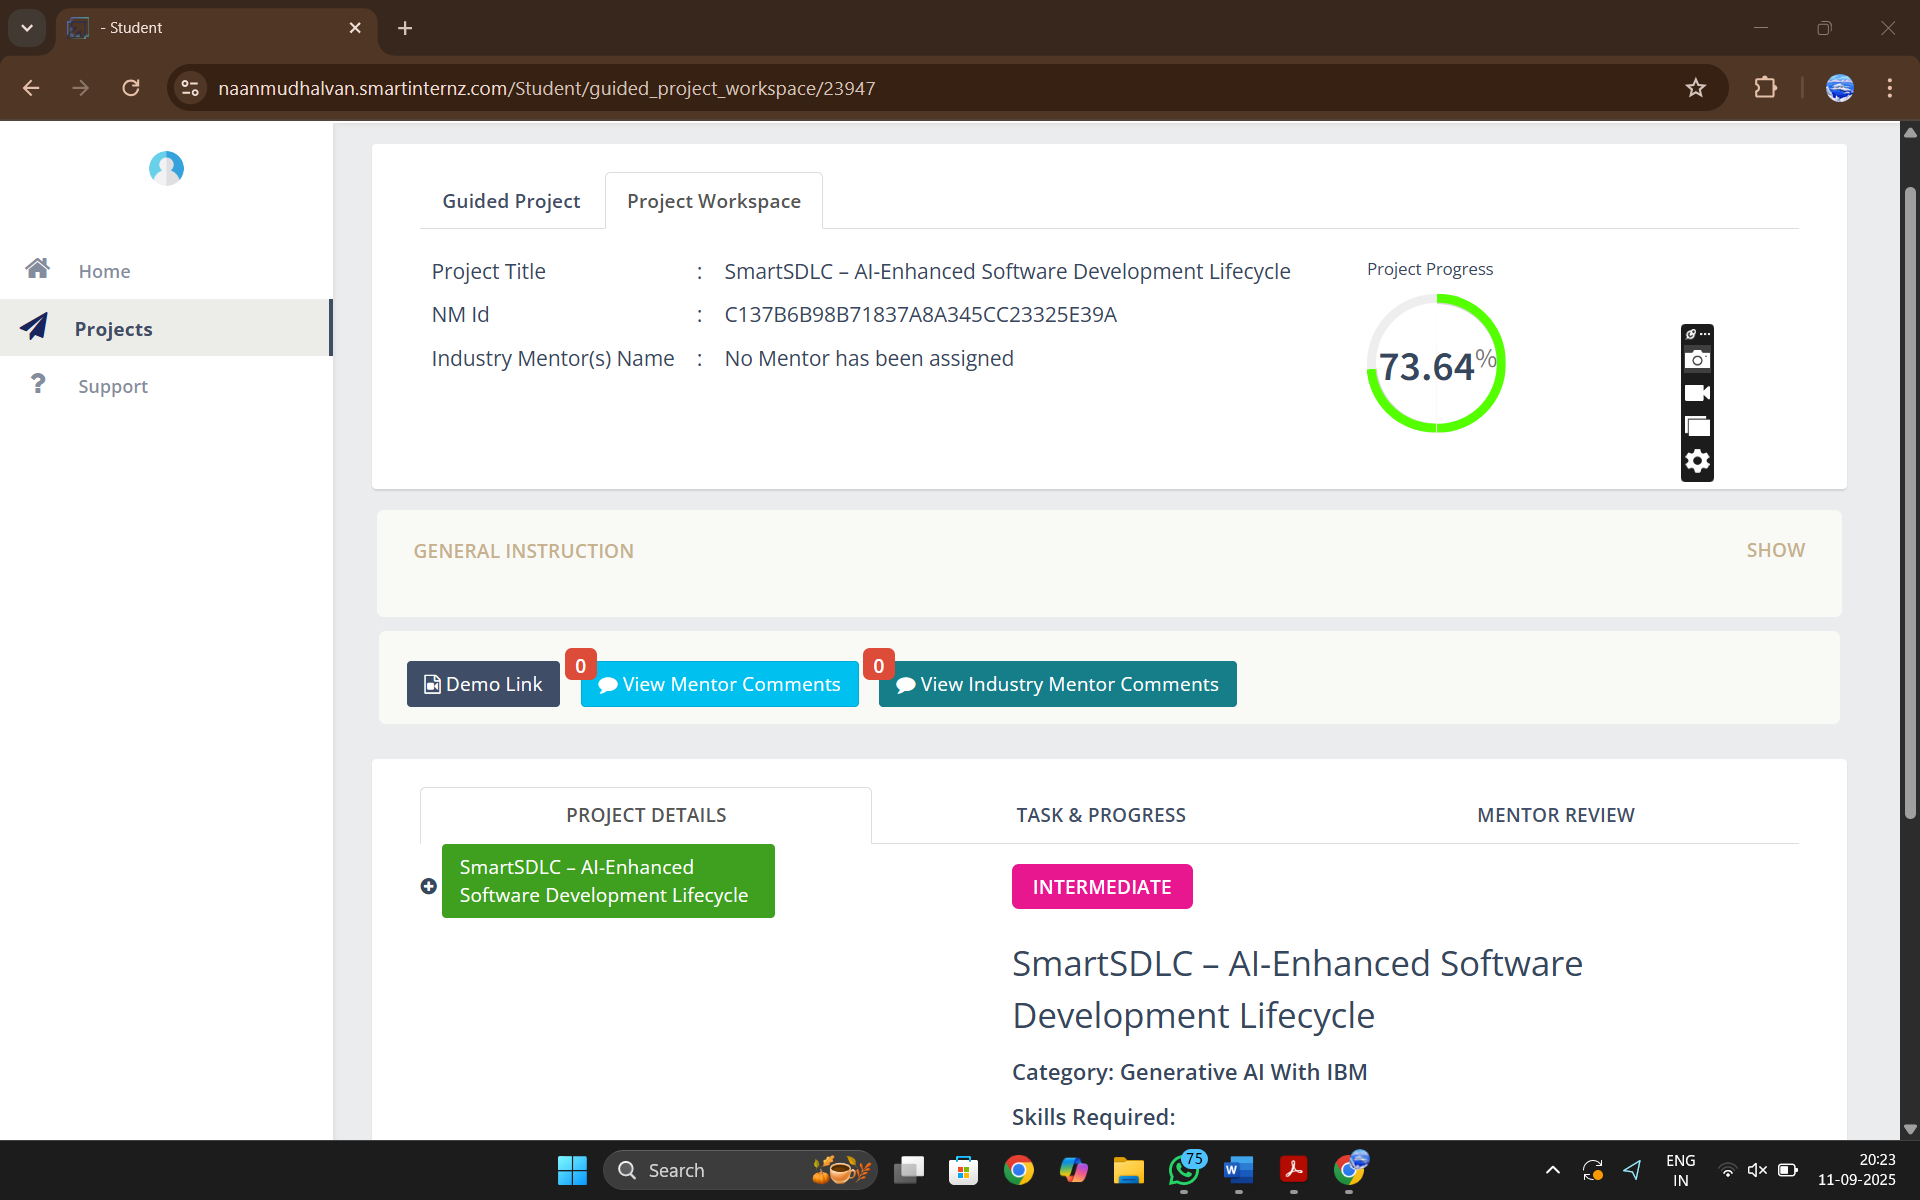 - Student
naanmudhalvan.smartinternz.com/Student/guided_project_workspace/23947
Home
Projects
Support
Guided Project
Project Workspace
Project Title : SmartSDLC – AI-Enhanced Software Development Lifecycle
NM Id : C137B6B98B71837A8A345CC23325E39A
Industry Mentor(s) Name : No Mentor has been assigned
Project Progress
73.64%
GENERAL INSTRUCTION
SHOW
Demo Link
0
View Mentor Comments
0
View Industry Mentor Comments
PROJECT DETAILS
TASK & PROGRESS
MENTOR REVIEW
SmartSDLC – AI-Enhanced
Software Development Lifecycle
INTERMEDIATE
SmartSDLC – AI-Enhanced Software
Development Lifecycle
Category: Generative AI With IBM
Skills Required:
Search
75
ENG
IN
20:23
11-09-2025